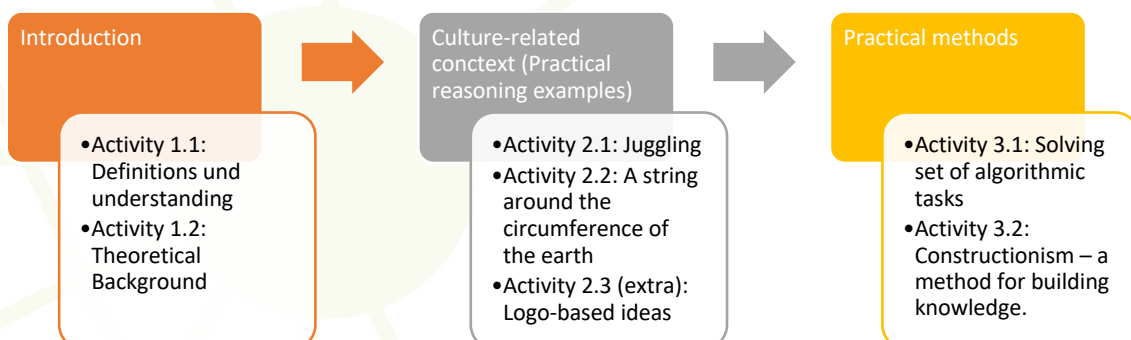 Introduction
•Activity 1.1:
Definitions und
understanding
•Activity 1.2:
Theoretical
Background
Culture-related
conctext (Practical
reasoning examples)
•Activity 2.1: Juggling
•Activity 2.2: A string
around the
circumference of
the earth
•Activity 2.3 (extra):
Logo-based ideas
Practical methods
•Activity 3.1: Solving
set of algorithmic
tasks
•Activity 3.2:
Constructionism – a
method for building
knowledge.